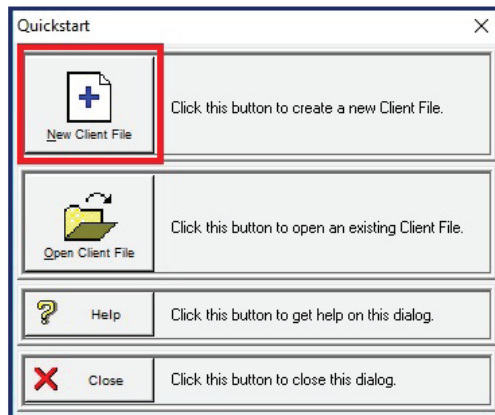 Quickstart
New Client File
Click this button to create a new Client File.
Open Client File
Click this button to open an existing Client File.
Help
Click this button to get help on this dialog.
Close
Click this button to close this dialog.